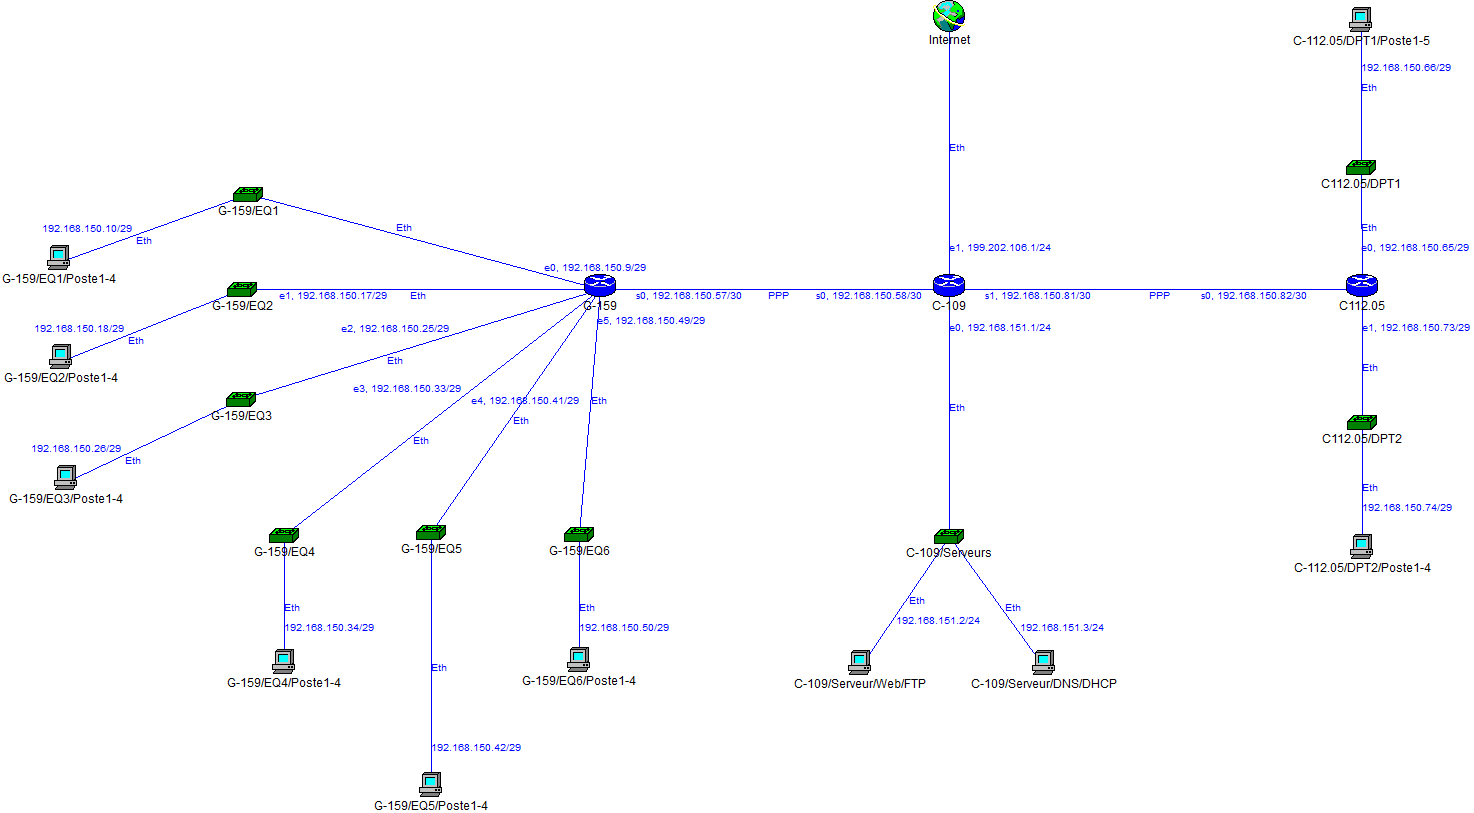 Internet
C-112.05/DPT1/Poste1-5
192.168.150.66/29
Eth
Eth
C112.05/DPT1
G-159/EQ1
192.168.150.10/29
Eth
Eth
Eth
e1, 199.202.106.1/24
e0, 192.168.150.65/29
e0, 192.168.150.9/29
G-159/EQ1/Poste1-4
e1, 192.168.150.17/29
Eth
s0, 192.168.150.57/30
PPP
s0, 192.168.150.58/30
s1, 192.168.150.81/30
PPP
s0, 192.168.150.82/30
G-159/EQ2
G-159
C-109
C112.05
e5, 192.168.150.49/29
192.168.150.18/29
e2, 192.168.150.25/29
e0, 192.168.151.1/24
e1, 192.168.150.73/29
Eth
Eth
Eth
G-159/EQ2/Poste1-4
e3, 192.168.150.33/29
e4, 192.168.150.41/29
Eth
Eth
G-159/EQ3
Eth
Eth
C112.05/DPT2
192.168.150.26/29
Eth
Eth
G-159/EQ3/Poste1-4
192.168.150.74/29
G-159/EQ4
G-159/EQ5
G-159/EQ6
C-109/Serveurs
C-112.05/DPT2/Poste1-4
Eth
Eth
Eth
Eth
192.168.150.34/29
192.168.150.50/29
192.168.151.2/24
192.168.151.3/24
Eth
G-159/EQ4/Poste1-4
G-159/EQ6/Poste1-4
C-109/Serveur/Web/FTP
C-109/Serveur/DNS/DHCP
192.168.150.42/29
G-159/EQ5/Poste1-4